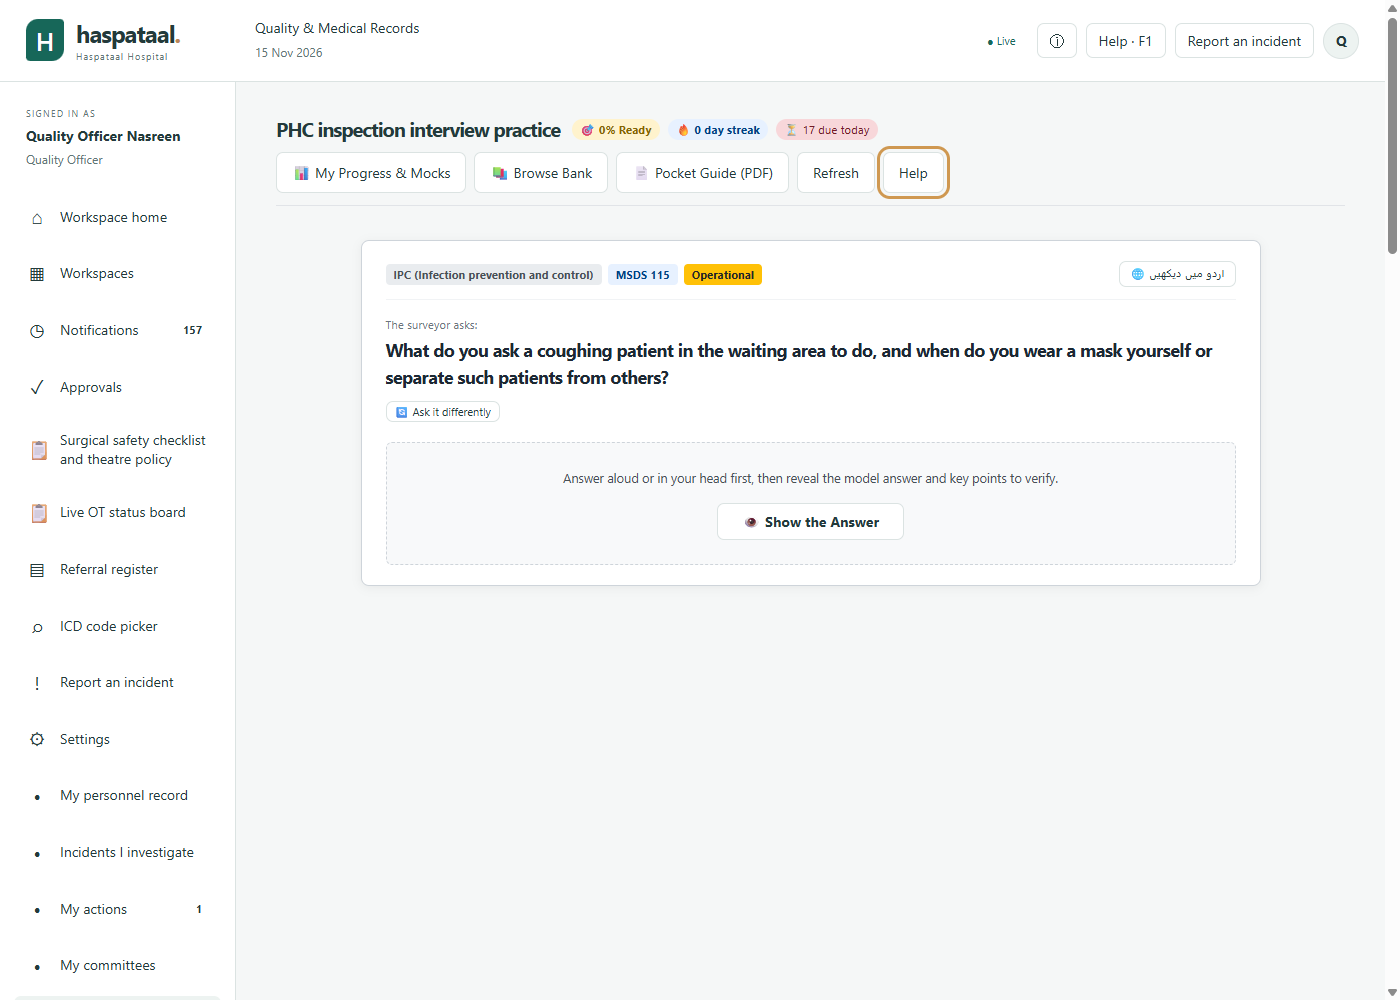 H
haspataal.
Haspataal Hospital
Quality & Medical Records
15 Nov 2026
Live
Help · F1
Report an incident
Q
SIGNED IN AS
Quality Officer Nasreen
Quality Officer
Workspace home
Workspaces
Notifications 157
Approvals
Surgical safety checklist
and theatre policy
Live OT status board
Referral register
ICD code picker
Report an incident
Settings
My personnel record
Incidents I investigate
My actions 1
My committees
PHC inspection interview practice
0% Ready
0 day streak
17 due today
My Progress & Mocks
Browse Bank
Pocket Guide (PDF)
Refresh
Help
IPC (Infection prevention and control)
MSDS 115
Operational
اردو میں دیکھیں
The surveyor asks:
What do you ask a coughing patient in the waiting area to do, and when do you wear a mask yourself or
separate such patients from others?
Ask it differently
Answer aloud or in your head first, then reveal the model answer and key points to verify.
Show the Answer